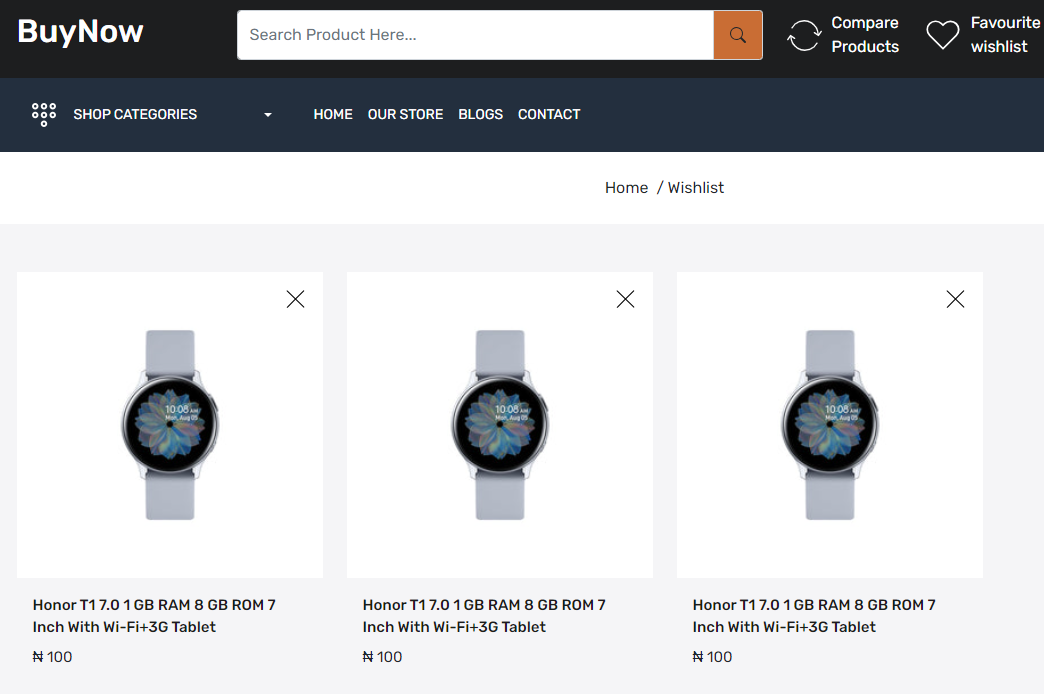 BuyNow
Search Product Here...
Compare
Products
Favourite
wishlist
SHOP CATEGORIES
HOME OUR STORE BLOGS CONTACT
Home / Wishlist
10:08 AM
Mon, Aug 05
10:08 AM
Mon, Aug 05
10:08 AM
Mon, Aug 05
Honor T1 7.0 1 GB RAM 8 GB ROM 7
Inch With Wi-Fi+3G Tablet
₦ 100
Honor T1 7.0 1 GB RAM 8 GB ROM 7
Inch With Wi-Fi+3G Tablet
₦ 100
Honor T1 7.0 1 GB RAM 8 GB ROM 7
Inch With Wi-Fi+3G Tablet
₦ 100